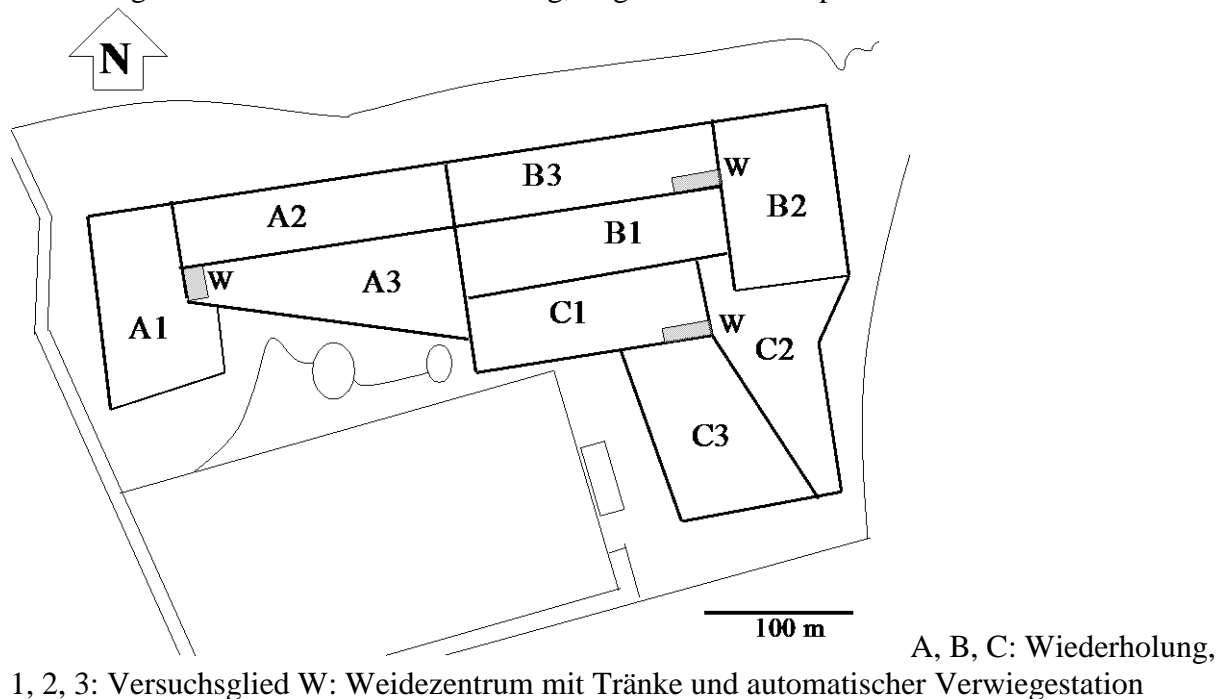 N
B3
W
A2
B2
B1
W
A3
C1
A1
W
C2
C3
100 m
A, B, C: Wiederholung,
1, 2, 3: Versuchsglied W: Weidezentrum mit Tränke und automatischer Verwiegestation